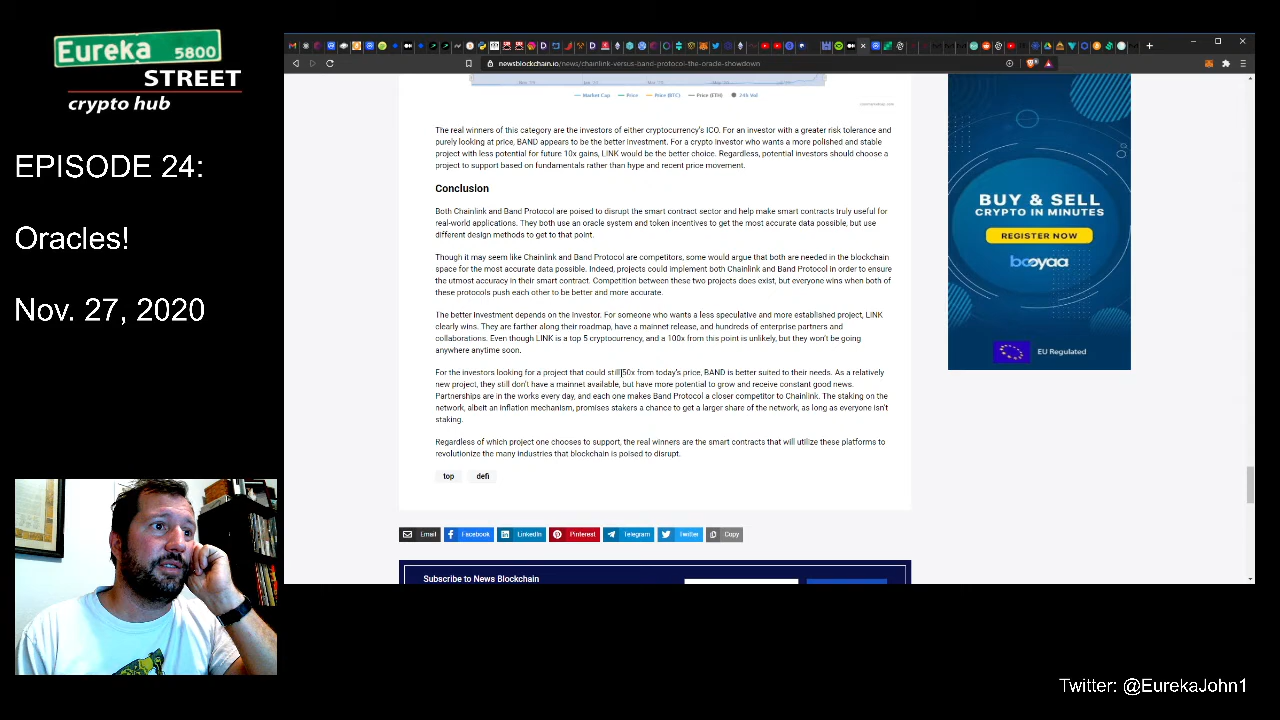 Eureka 5800
STREET
crypto hub
EPISODE 24:
Oracles!
Nov. 27, 2020
newsblockchain.io/news/chainlink-versus-band-protocol-the-oracle-showdown
Market Cap Price Price (BTC) Price (ETH) 24h Vol
The real winners of this category are the investors of either cryptocurrency's ICO. For an investor with a greater risk tolerance and
purely looking at price, BAND appears to be the better investment. For a crypto investor who wants a more polished and stable
project with less potential for future 10x gains, LINK would be the better choice. Regardless, potential investors should choose a
project to support based on fundamentals rather than hype and recent price movement.
Conclusion
Both Chainlink and Band Protocol are poised to disrupt the smart contract sector and help make smart contracts truly useful for
real-world applications. They both use an oracle system and token incentives to get the most accurate data possible, but use
different design methods to get to that point.
Though it may seem like Chainlink and Band Protocol are competitors, some would argue that both are needed in the blockchain
space for the most accurate data possible. Indeed, projects could implement both Chainlink and Band Protocol in order to ensure
the utmost accuracy in their smart contract. Competition between these two projects does exist, but everyone wins when both of
these protocols push each other to be better and more accurate.
The better investment depends on the investor. For someone who wants a less speculative and more established project, LINK
clearly wins. They are farther along their roadmap, have a mainnet release, and hundreds of enterprise partners and
collaborations. Even though LINK is a top 5 cryptocurrency, and a 100x from this point is unlikely, but they won't be going
anywhere anytime soon.
For the investors looking for a project that could still 50x from today's price, BAND is better suited to their needs. As a relatively
new project, they still don't have a mainnet available, but have more potential to grow and receive constant good news.
Partnerships are in the works every day, and each one makes Band Protocol a closer competitor to Chainlink. The staking on the
network, albeit an inflation mechanism, promises stakers a chance to get a larger share of the network, as long as everyone isn't
staking.
Regardless of which project one chooses to support, the real winners are the smart contracts that will utilize these platforms to
revolutionize the many industries that blockchain is poised to disrupt.
top defi
Email Facebook LinkedIn Pinterest Telegram Twitter Copy
Subscribe to News Blockchain
BUY & SELL
CRYPTO IN MINUTES
REGISTER NOW
booyaa
EU Regulated
Twitter: @EurekaJohn1